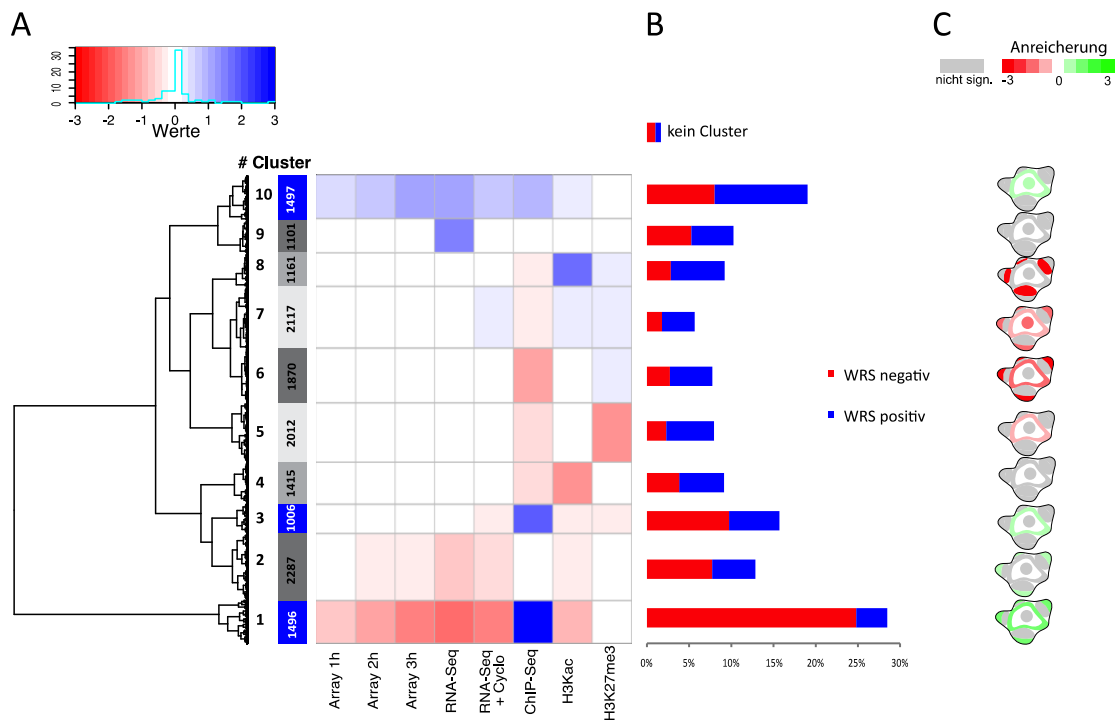 A
B
C
30
20
10
0
-3 -2 -1 0 1 2 3
Werte
Anreicherung
nicht sign.
-3 0 3
kein Cluster
# Cluster
10 1497
9 1101
8 1161
7 2117
6 1870
5 2012
4 1415
3 1006
2 2287
1 1496
WRS negativ
WRS positiv
Array 1h
Array 2h
Array 3h
RNA-Seq
RNA-Seq
+ Cyclo
ChIP-Seq
H3Kac
H3K27me3
0% 5% 10% 15% 20% 25% 30%